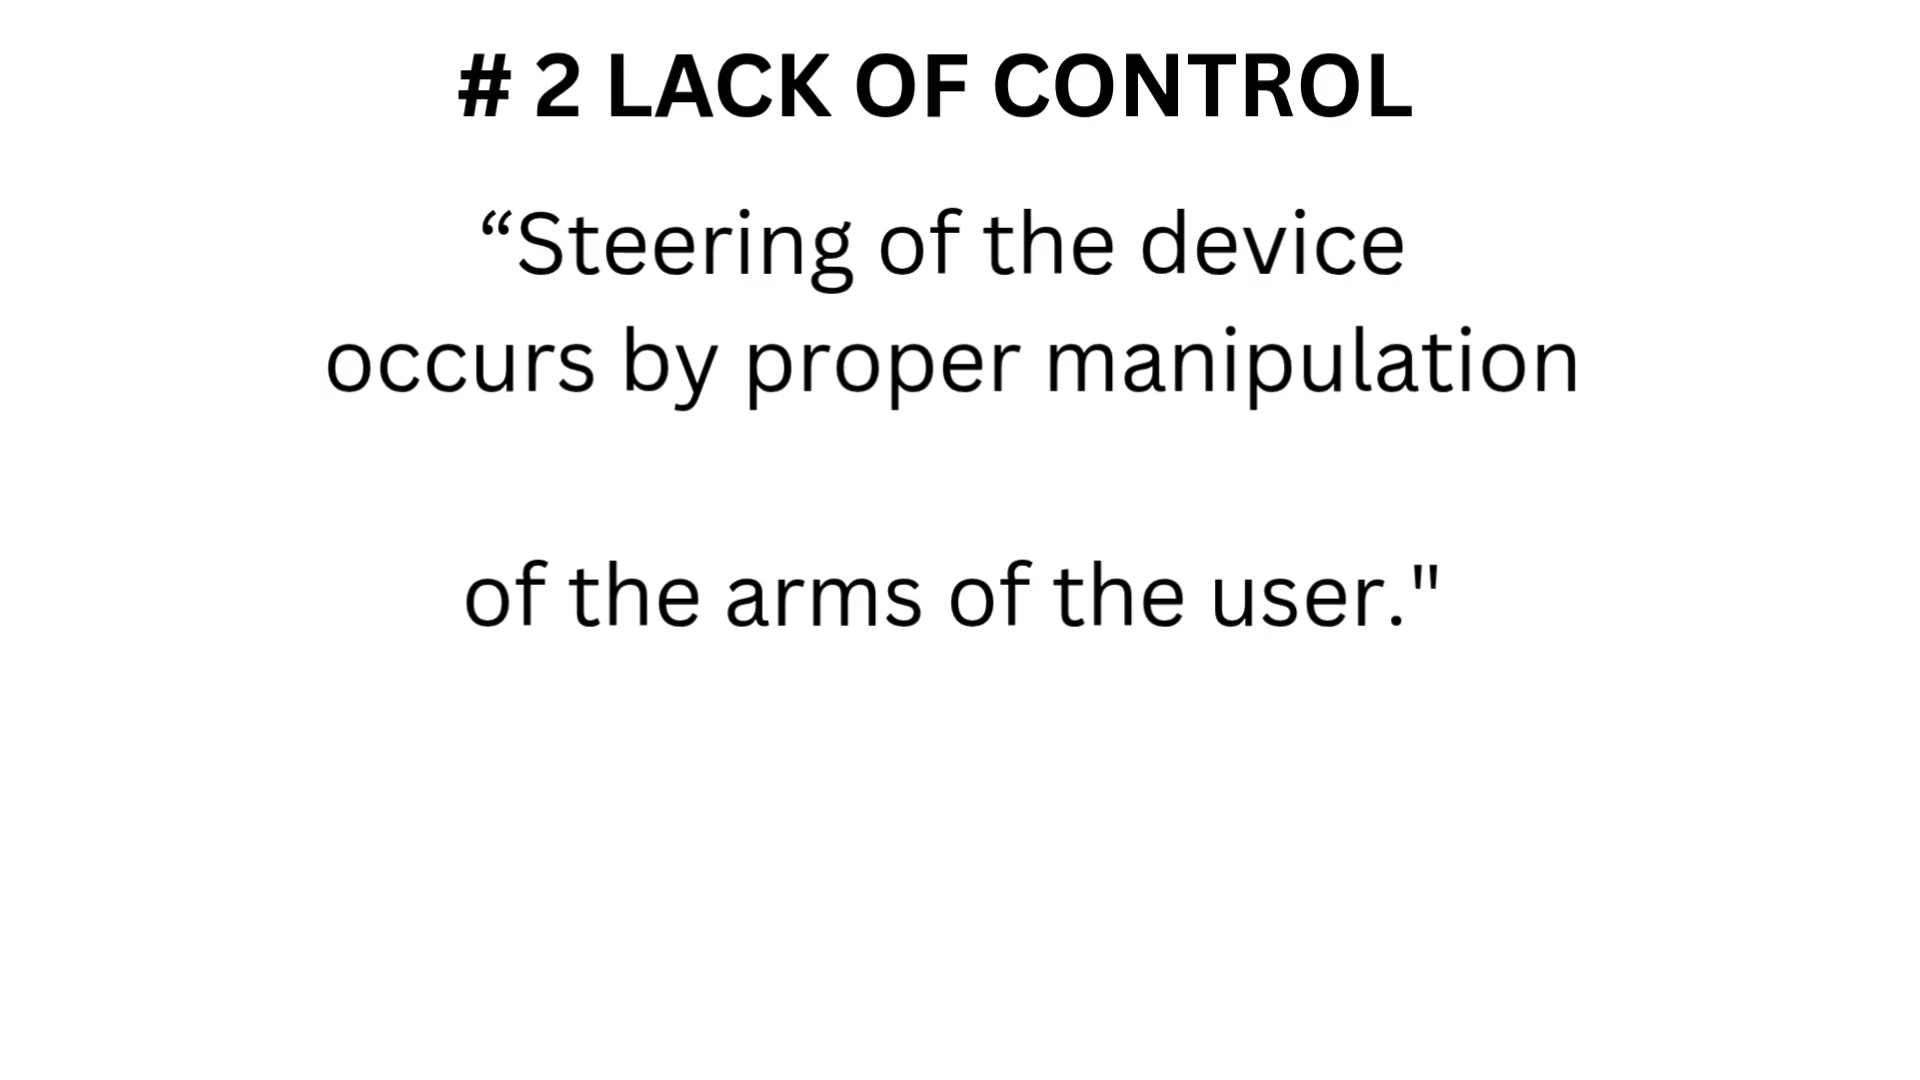 # 2 LACK OF CONTROL
“Steering of the device
occurs by proper manipulation
of the arms of the user."